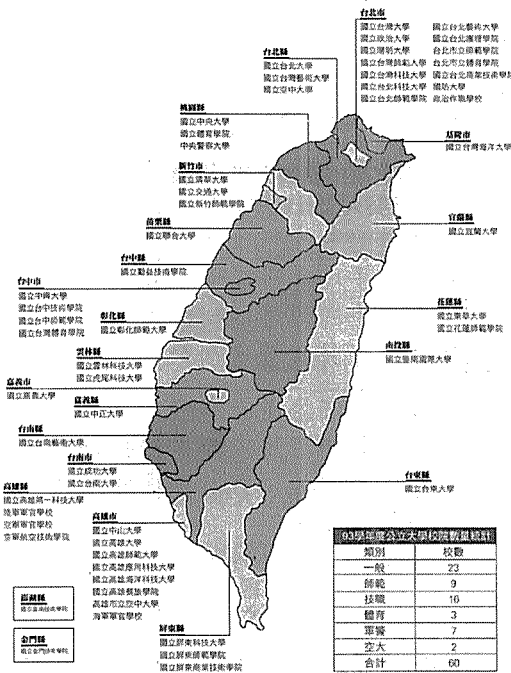 台北市
國立台灣大學
國立政治大學
國立陽明大學
國立台灣師範大學
國立台灣科技大學
國立台北科技大學
國立台北師範學院
國立台北藝術大學
國立台北護理學院
台北市立師範學院
台北市立體育學院
國立台北商業技術學院
國防大學
政治作戰學校
台北縣
國立台北大學
國立台灣藝術大學
國立空中大學
桃園縣
國立中央大學
國立體育學院
中央警察大學
基隆市
國立台灣海洋大學
新竹市
國立清華大學
國立交通大學
國立新竹師範學院
苗栗縣
國立聯合大學
宜蘭縣
國立宜蘭大學
台中縣
國立勤益技術學院
台中市
國立中興大學
國立台中技術學院
國立台中師範學院
國立台灣體育學院
彰化縣
國立彰化師範大學
花蓮縣
國立東華大學
國立花蓮師範學院
雲林縣
國立雲林科技大學
國立虎尾科技大學
南投縣
國立暨南國際大學
嘉義市
國立嘉義大學
嘉義縣
國立中正大學
台南縣
國立台南藝術大學
台南市
國立成功大學
國立台南大學
台東縣
國立台東大學
高雄縣
國立高雄第一科技大學
陸軍軍官學校
空軍軍官學校
空軍航空技術學院
高雄市
國立中山大學
國立高雄大學
國立高雄師範大學
國立高雄應用科技大學
國立高雄海洋科技大學
國立高雄餐旅學院
高雄市立空中大學
海軍軍官學校
屏東縣
國立屏東科技大學
國立屏東師範學院
國立屏東商業技術學院
澎湖縣
國立澎湖技術學院
金門縣
國立金門技術學院
93學年度公立大學校院數量統計
類別 校數
一般 23
師範 9
技職 16
體育 3
軍警 7
空大 2
合計 60